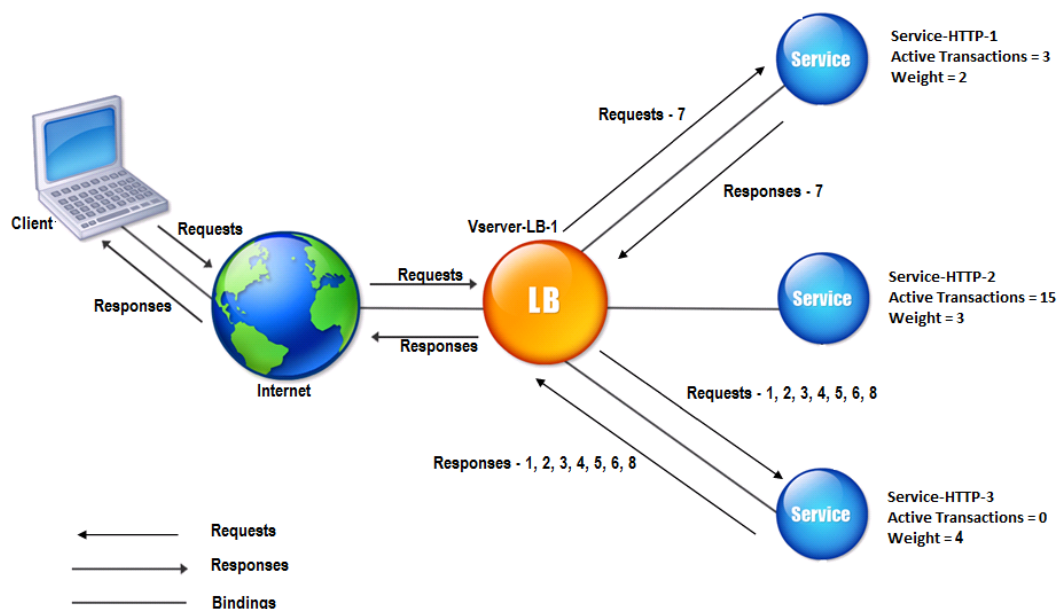 Service-HTTP-1
Active Transactions = 3
Weight = 2
Service
Requests - 7
Responses - 7
Client
Requests
Responses
Internet
Vserver-LB-1
Requests
LB
Responses
Service-HTTP-2
Active Transactions = 15
Weight = 3
Service
Requests - 1, 2, 3, 4, 5, 6, 8
Responses - 1, 2, 3, 4, 5, 6, 8
Service-HTTP-3
Active Transactions = 0
Weight = 4
Service
Requests
Responses
Bindings